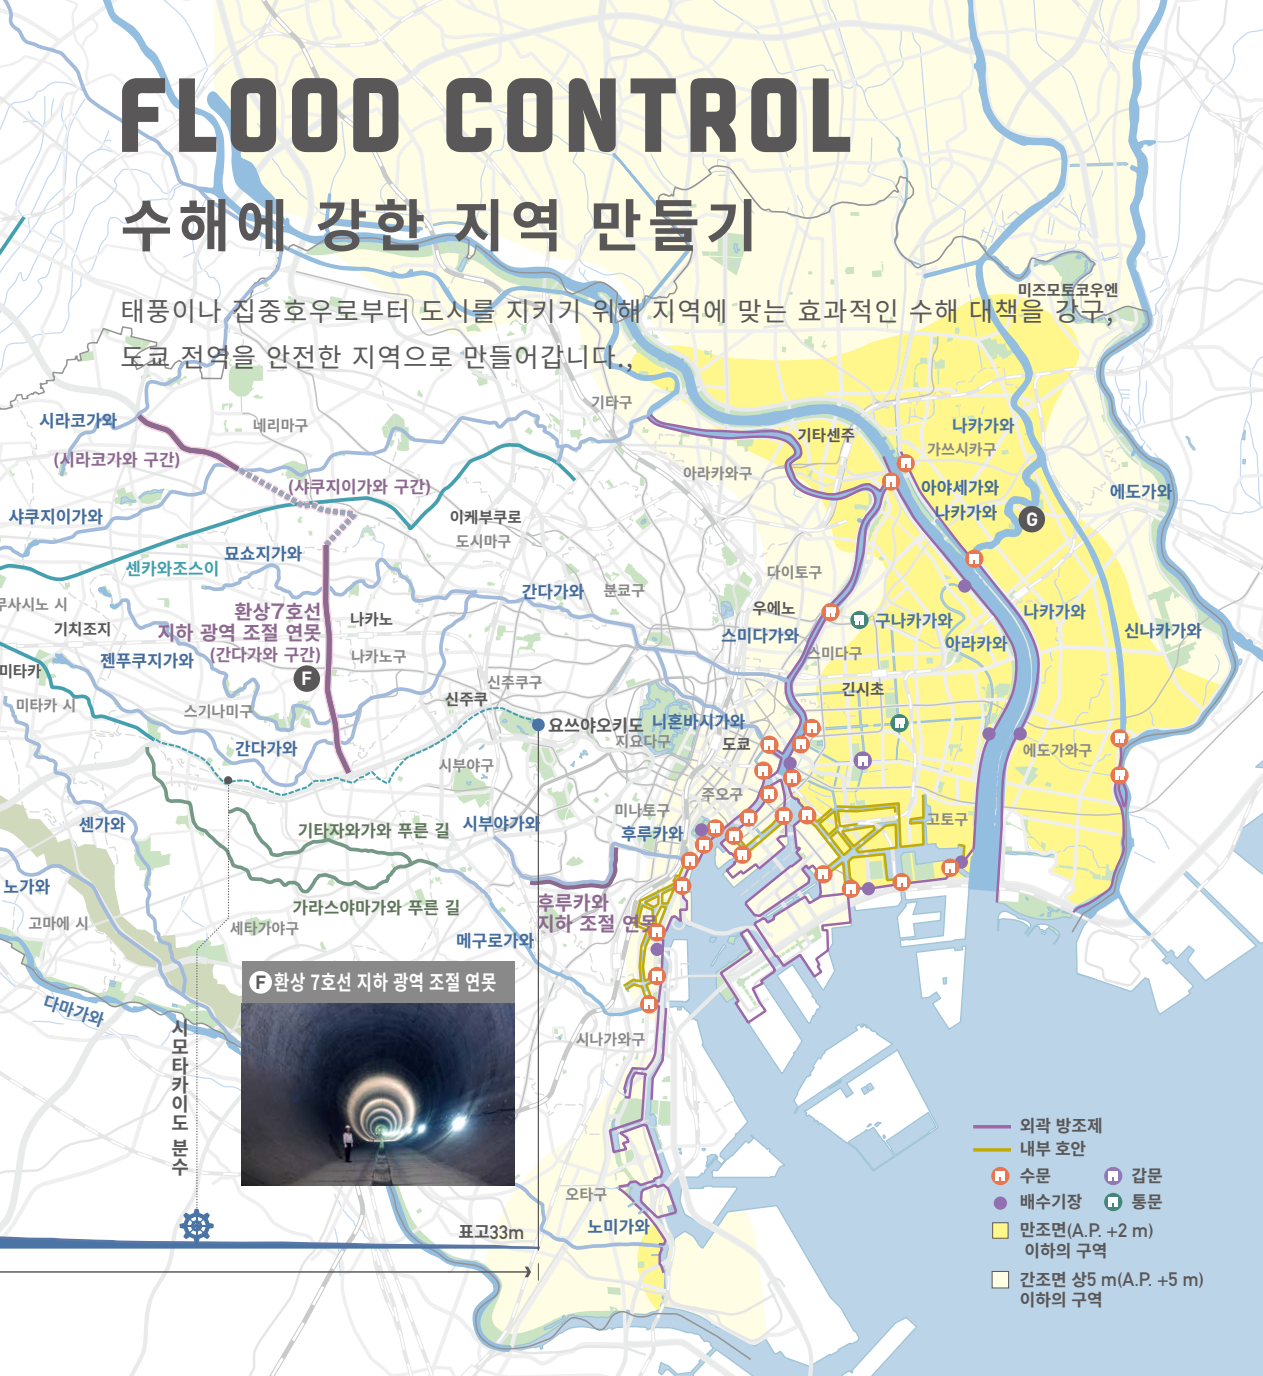 FLOOD CONTROL
수해에 강한 지역 만들기
태풍이나 집중호우로부터 도시를 지키기 위해 지역에 맞는 효과적인 수해 대책을 강구,
도쿄 전역을 안전한 지역으로 만들어갑니다.,
미즈모토코우엔
기타구
시라코가와
네리마구
(시라코가와 구간)
기타센주
나카가와
가쓰시카구
아라카와구
(샤쿠지이가와 구간)
아야세가와
에도가와
샤쿠지이가와
이케부쿠로
나카가와
G
도시마구
묘쇼지가와
센카와조스이
다이토구
간다가와
분쿄구
무사시노 시
환상7호선
지하 광역 조절 연못
(간다가와 구간)
우에노
나카가와
나카노
구나카가와
기치조지
스미다가와
신나카가와
아라카와
젠푸쿠지가와
나카노구
스미다구
미타카
F
신주쿠구
긴시초
미타카 시
스기나미구
신주쿠
요쓰야오키도
니혼바시가와
지요다구
도쿄
간다가와
에도가와구
시부야구
주오구
미나토구
센가와
기타자와가와 푸른 길
시부야가와
후루카와
고토구
노가와
가라스야마가와 푸른 길
후루카와
지하 조절 연못
고마에 시
세타가야구
메구로가와
F 환상 7호선 지하 광역 조절 연못
다마가와
시모타카이도 분수
시나가와구
오타구
노미가와
표고33m
외곽 방조제
내부 호안
수문
갑문
배수기장
통문
만조면(A.P. +2 m)
이하의 구역
간조면 상5 m(A.P. +5 m)
이하의 구역